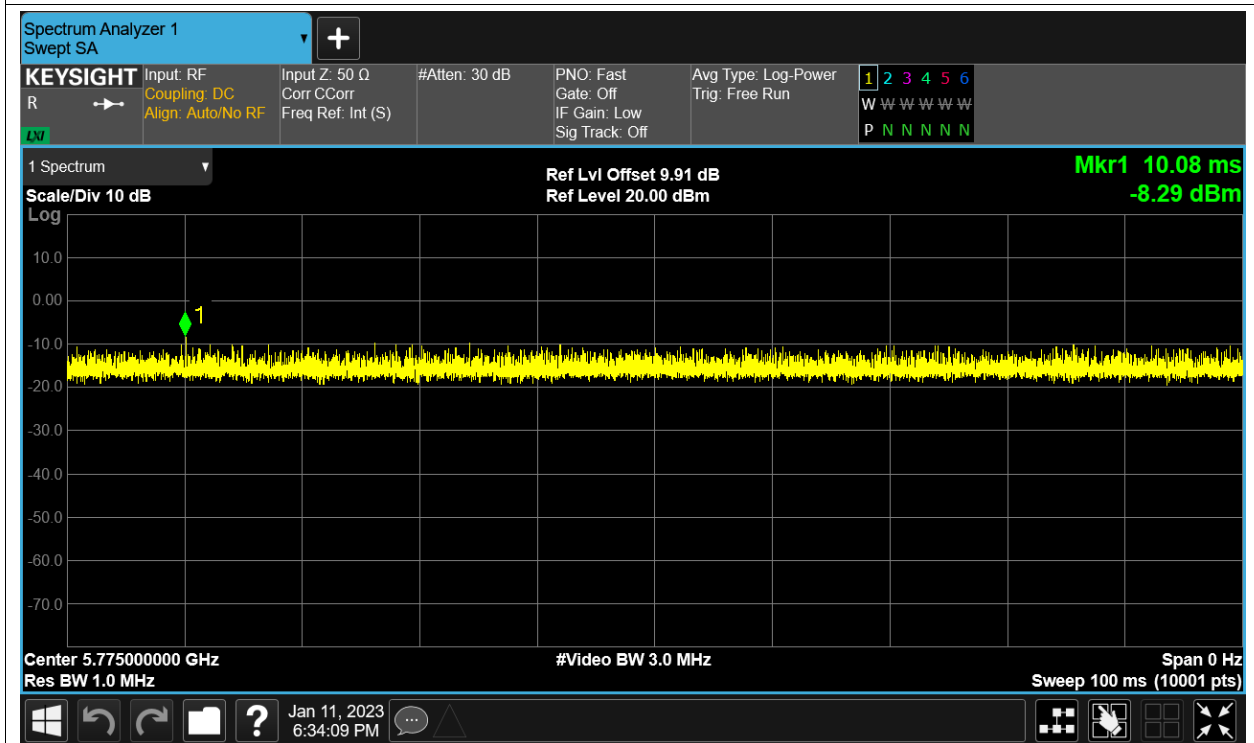 Spectrum Analyzer 1
Swept SA
+
KEYSIGHT
R
LXI
Input: RF
Coupling: DC
Align: Auto/No RF
Input Z: 50 Ω
Corr CCorr
Freq Ref: Int (S)
#Atten: 30 dB
PNO: Fast
Gate: Off
IF Gain: Low
Sig Track: Off
Avg Type: Log-Power
Trig: Free Run
1 2 3 4 5 6
W W W W W W
P N N N N N
1 Spectrum
Scale/Div 10 dB
Ref Lvl Offset 9.91 dB
Ref Level 20.00 dBm
Mkr1 10.08 ms
-8.29 dBm
Log
10.0
0.00
1
-10.0
-20.0
-30.0
-40.0
-50.0
-60.0
-70.0
Center 5.775000000 GHz
Res BW 1.0 MHz
#Video BW 3.0 MHz
Span 0 Hz
Sweep 100 ms (10001 pts)
?
Jan 11, 2023
6:34:09 PM